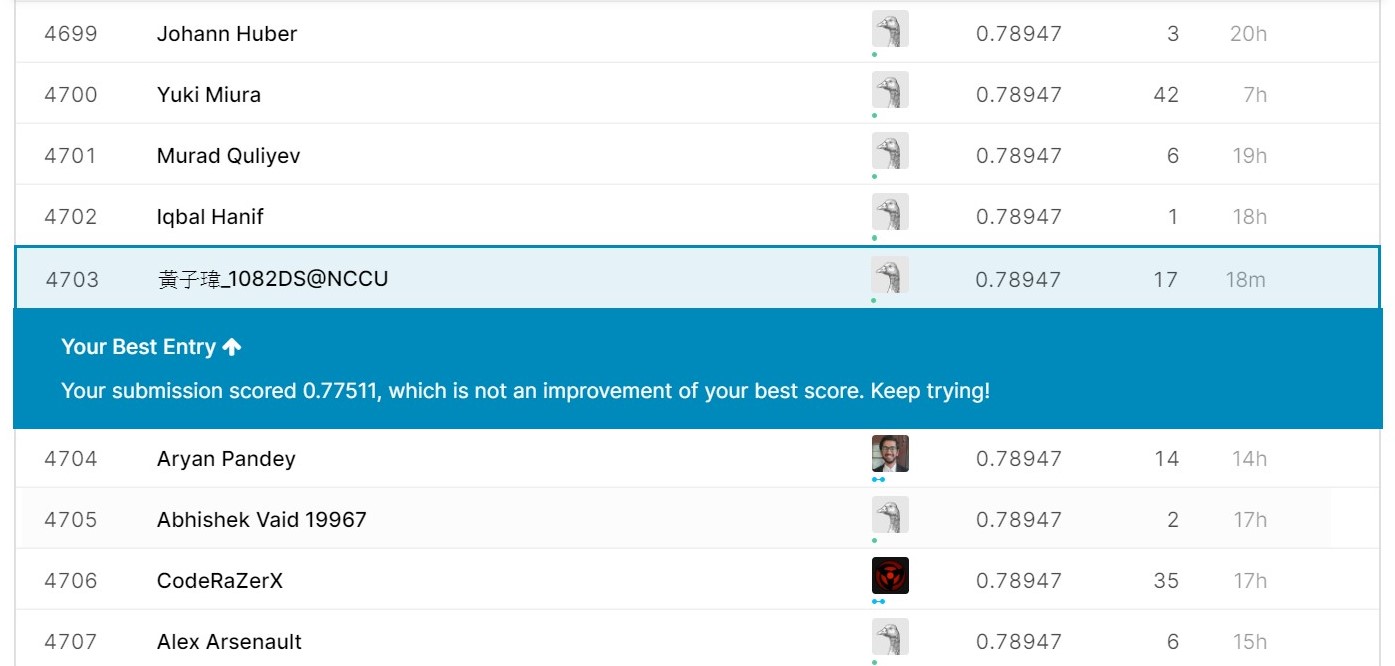 4699 Johann Huber 0.78947 3 20h
4700 Yuki Miura 0.78947 42 7h
4701 Murad Quliyev 0.78947 6 19h
4702 Iqbal Hanif 0.78947 1 18h
4703 黃子瑋_1082DS@NCCU 0.78947 17 18m
Your Best Entry
Your submission scored 0.77511, which is not an improvement of your best score. Keep trying!
4704 Aryan Pandey 0.78947 14 14h
4705 Abhishek Vaid 19967 0.78947 2 17h
4706 CodeRaZerX 0.78947 35 17h
4707 Alex Arsenault 0.78947 6 15h